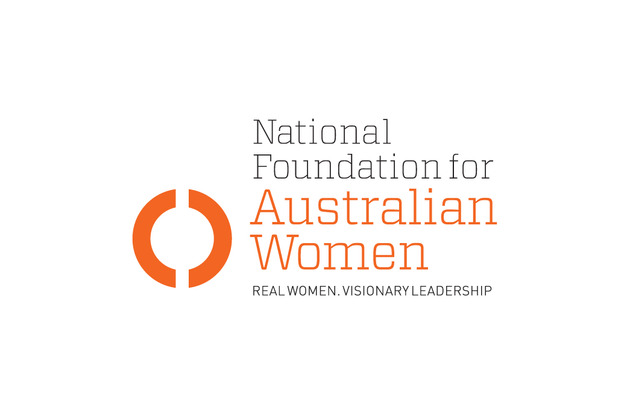 National
Foundation for
Australian
Women
REAL WOMEN. VISIONARY LEADERSHIP